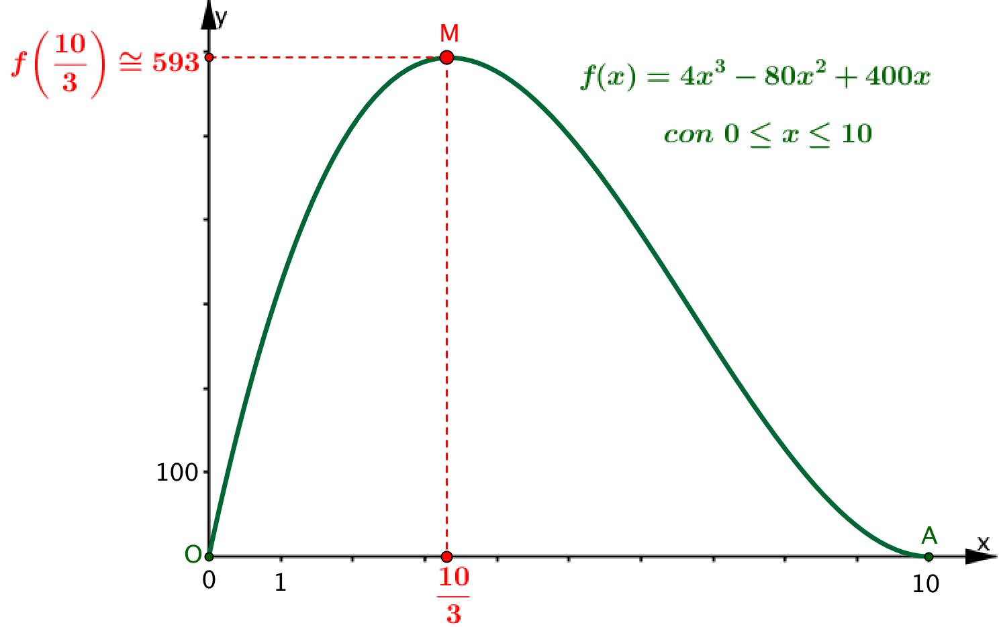 y
M
f(10/3) ≅ 593
f(x) = 4x³ − 80x² + 400x
con 0 ≤ x ≤ 10
100
O
A
x
0
1
10/3
10